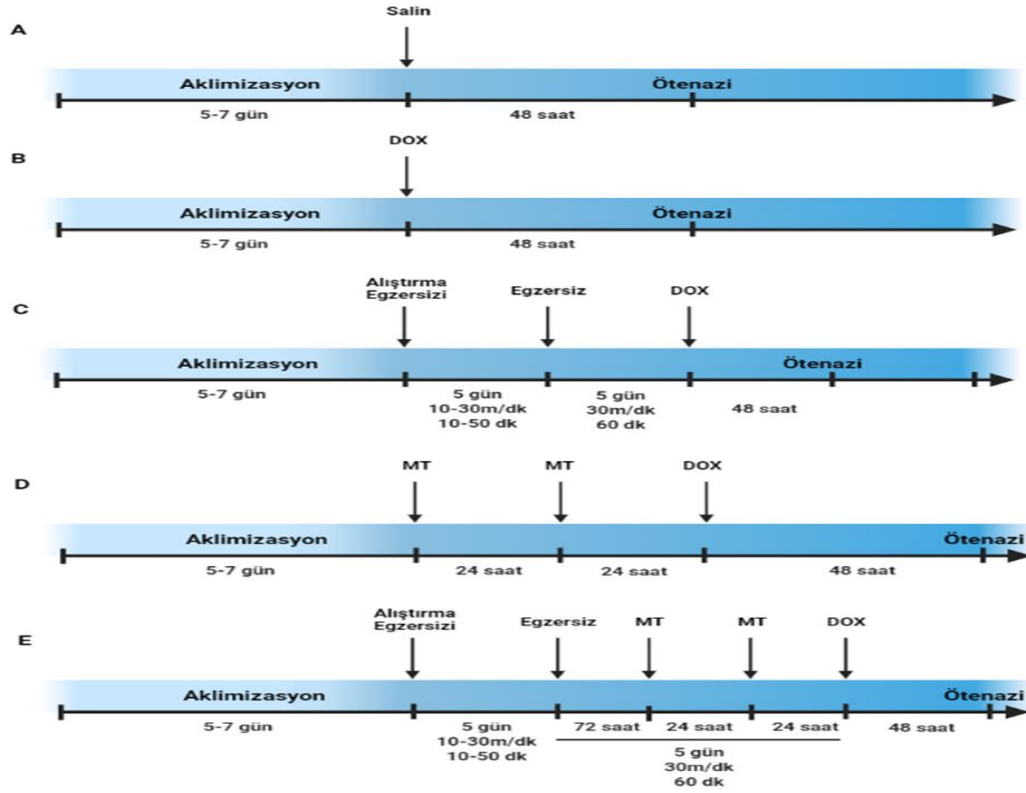 A
Salin
Aklimizasyon
Ötenazi
5-7 gün
48 saat
B
DOX
Aklimizasyon
Ötenazi
5-7 gün
48 saat
C
Alıştırma
Egzersizi
Egzersiz
DOX
Aklimizasyon
Ötenazi
5-7 gün
5 gün
10-30m/dk
10-50 dk
5 gün
30m/dk
60 dk
48 saat
D
MT
MT
DOX
Aklimizasyon
Ötenazi
5-7 gün
24 saat
24 saat
48 saat
E
Alıştırma
Egzersizi
Egzersiz
MT
MT
DOX
Aklimizasyon
Ötenazi
5-7 gün
5 gün
10-30m/dk
10-50 dk
72 saat
24 saat
24 saat
48 saat
5 gün
30m/dk
60 dk